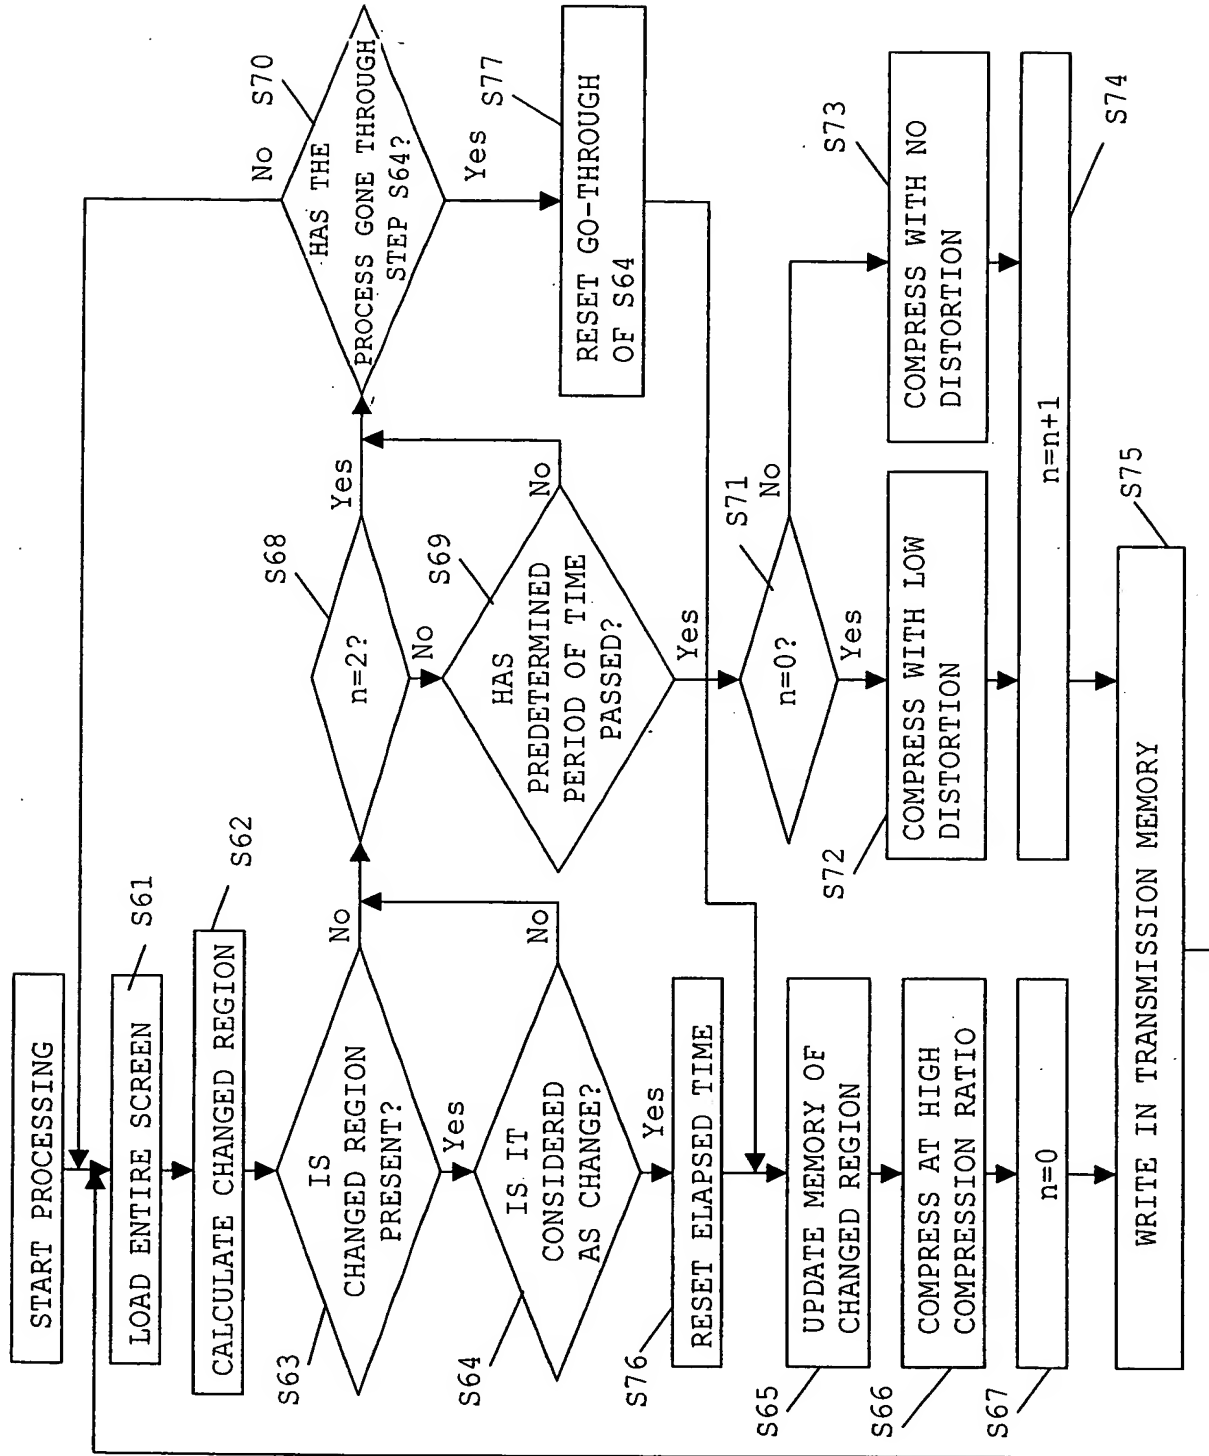 START PROCESSING
LOAD ENTIRE SCREEN
S61
CALCULATE CHANGED REGION
S62
IS
CHANGED REGION
PRESENT?
S63
No
Yes
IS IT
CONSIDERED
AS CHANGE?
S64
No
Yes
RESET ELAPSED TIME
S76
UPDATE MEMORY OF
CHANGED REGION
S65
COMPRESS AT HIGH
COMPRESSION RATIO
S66
n=0
S67
n=2?
S68
Yes
No
HAS
PREDETERMINED
PERIOD OF TIME
PASSED?
S69
No
Yes
HAS THE
PROCESS GONE THROUGH
STEP S64?
S70
No
Yes
RESET GO-THROUGH
OF S64
S77
n=0?
S71
No
Yes
COMPRESS WITH LOW
DISTORTION
S72
COMPRESS WITH NO
DISTORTION
S73
n=n+1
S74
WRITE IN TRANSMISSION MEMORY
S75